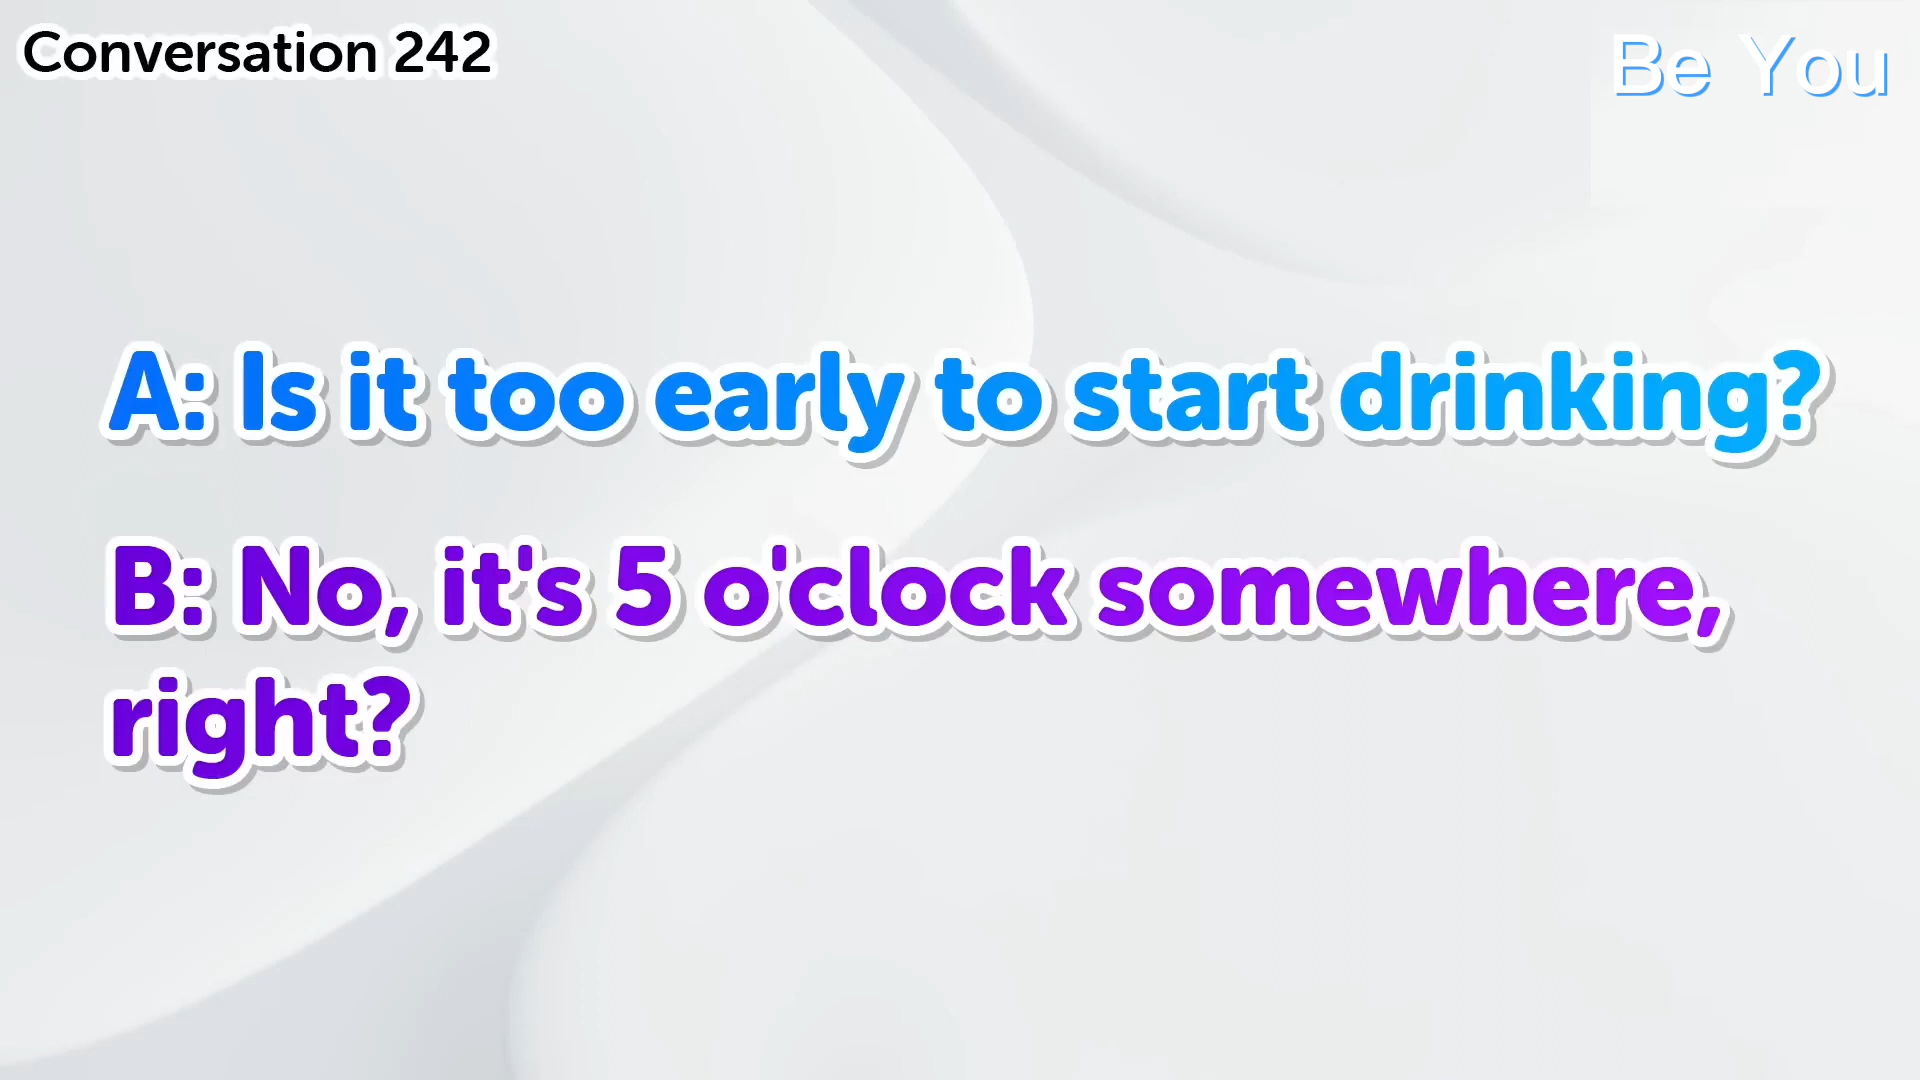 Conversation 242
Be You
A: Is it too early to start drinking?
B: No, it's 5 o'clock somewhere,
right?